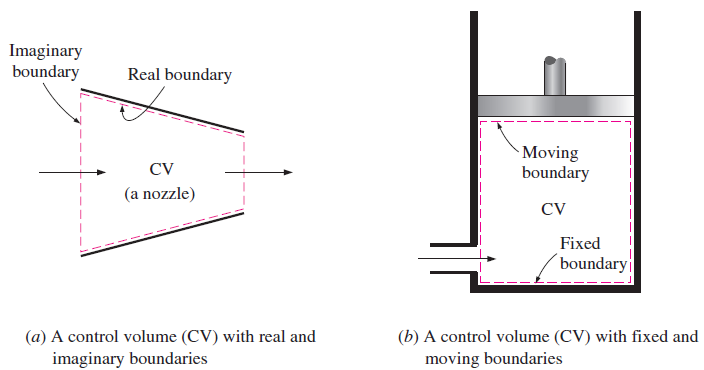 Imaginary
boundary
Real boundary
CV
(a nozzle)
(a) A control volume (CV) with real and
imaginary boundaries
Moving
boundary
CV
Fixed
boundary
(b) A control volume (CV) with fixed and
moving boundaries